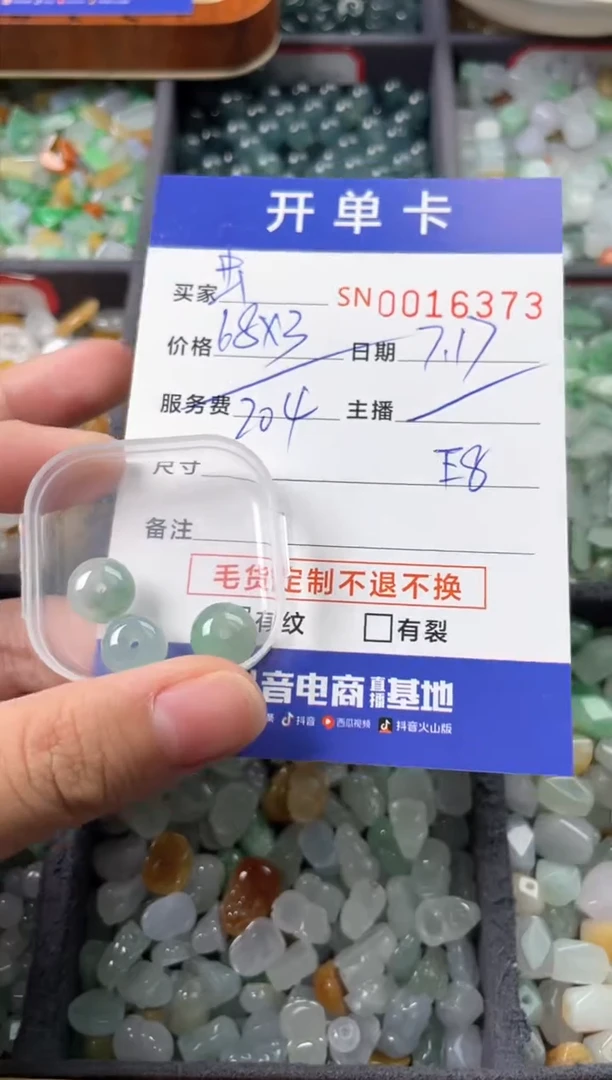 开单卡
买家 SN0016373
价格 68X3 日期 7.17
服务费 204 主播
尺寸 E8
备注
毛货定制不退不换
有纹 有裂
音电商直播基地
抖音 西瓜视频 抖音火山版